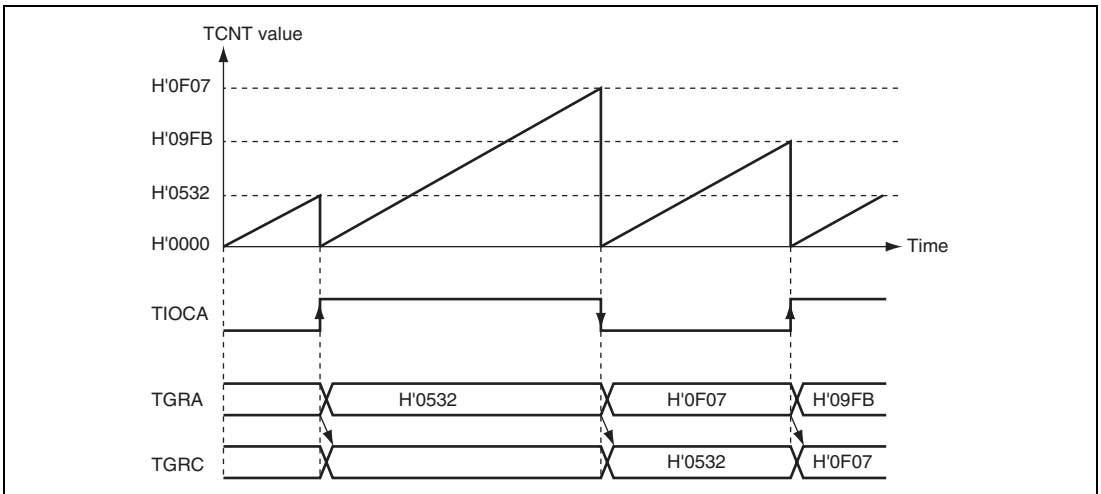 TCNT value
H'0F07
H'09FB
H'0532
H'0000
Time
TIOCA
TGRA H'0532 H'0F07 H'09FB
TGRC H'0532 H'0F07